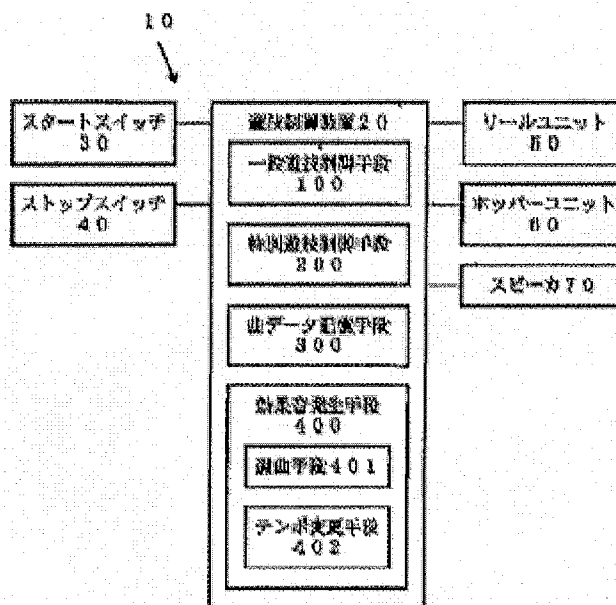 10
スタートスイッチ
30
ストップスイッチ
40
遊技制御装置20
一般遊技制御手段
100
特別遊技制御手段
200
曲データ記憶手段
300
効果音発生手段
400
選曲手段401
テンポ変更手段
402
リールユニット
50
ホッパーユニット
60
スピーカ70